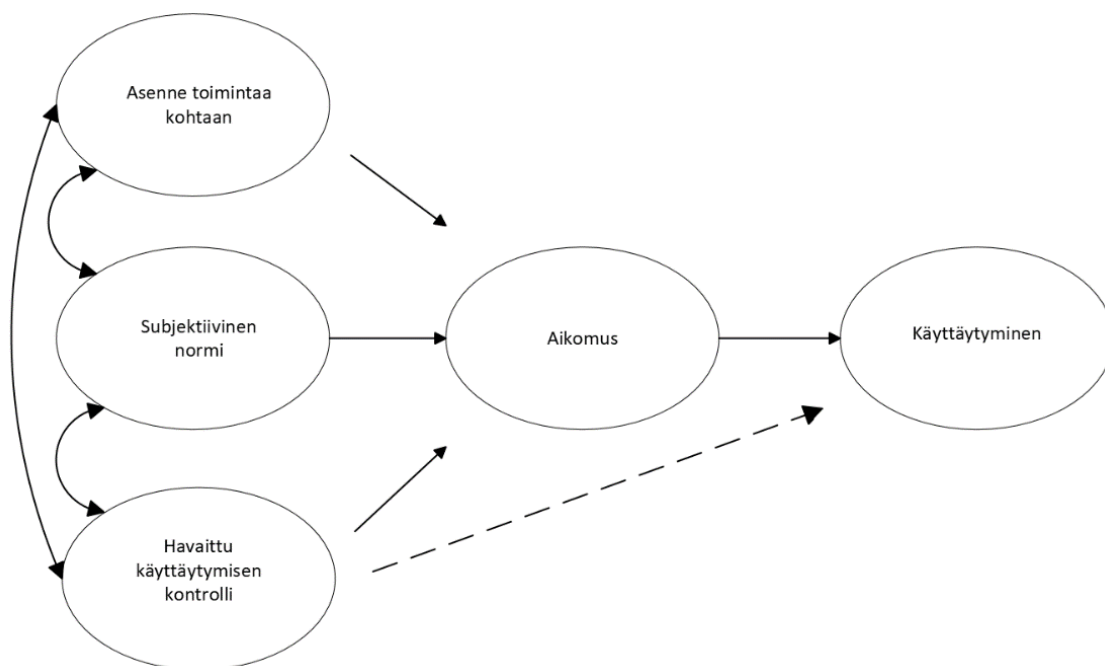 Asenne toimintaa
kohtaan
Subjektiivinen
normi
Aikomus
Käyttäytyminen
Havaittu
käyttäytymisen
kontrolli